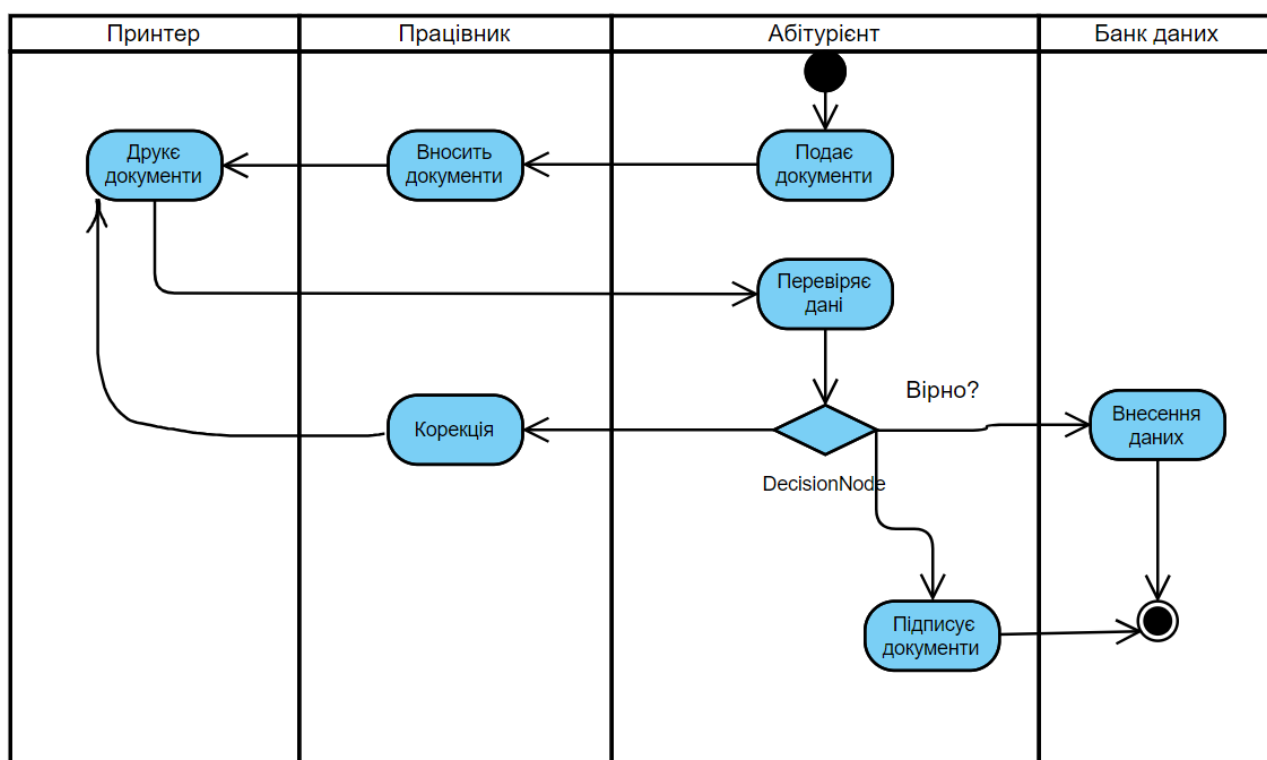 Принтер
Працівник
Абітурієнт
Банк даних
Друкє
документи
Вносить
документи
Подає
документи
Перевіряє
дані
Вірно?
Корекція
Внесення
даних
DecisionNode
Підписує
документи